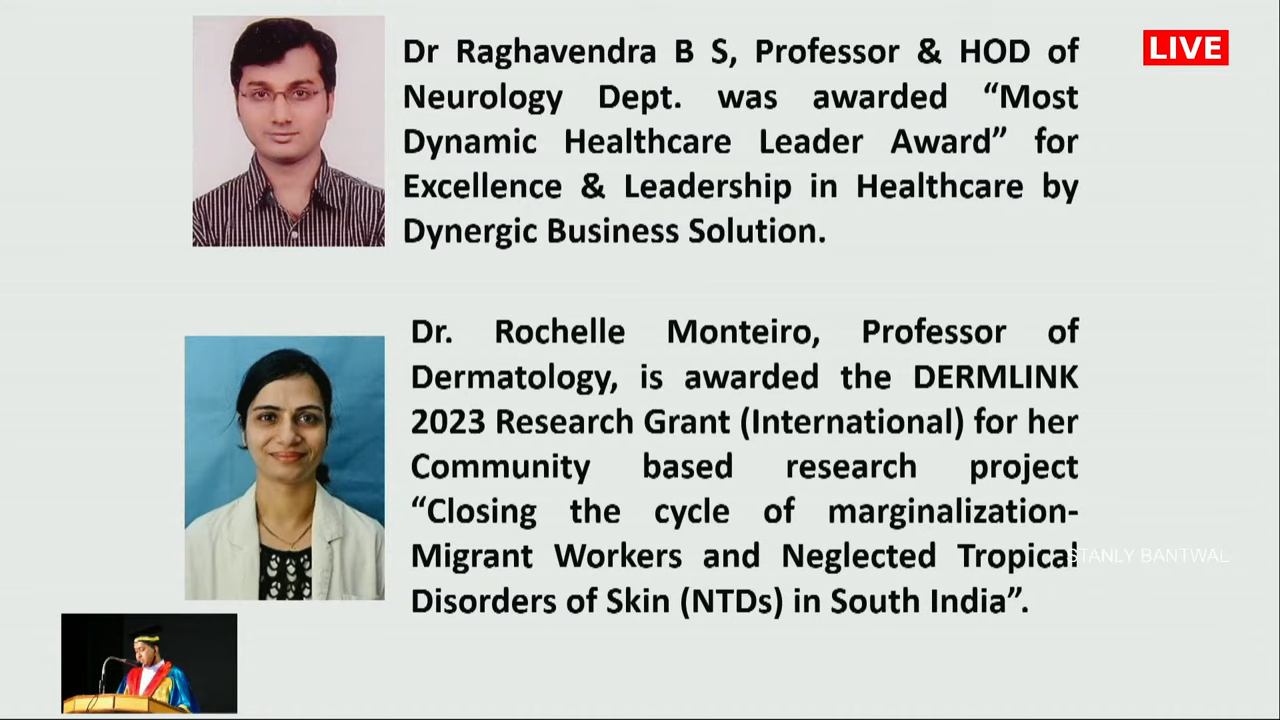 LIVE
Dr Raghavendra B S, Professor & HOD of
Neurology Dept. was awarded “Most
Dynamic Healthcare Leader Award” for
Excellence & Leadership in Healthcare by
Dynergic Business Solution.
Dr. Rochelle Monteiro, Professor of
Dermatology, is awarded the DERMLINK
2023 Research Grant (International) for her
Community based research project
“Closing the cycle of marginalization-
Migrant Workers and Neglected Tropical
Disorders of Skin (NTDs) in South India”.
STANLY BANTWAL